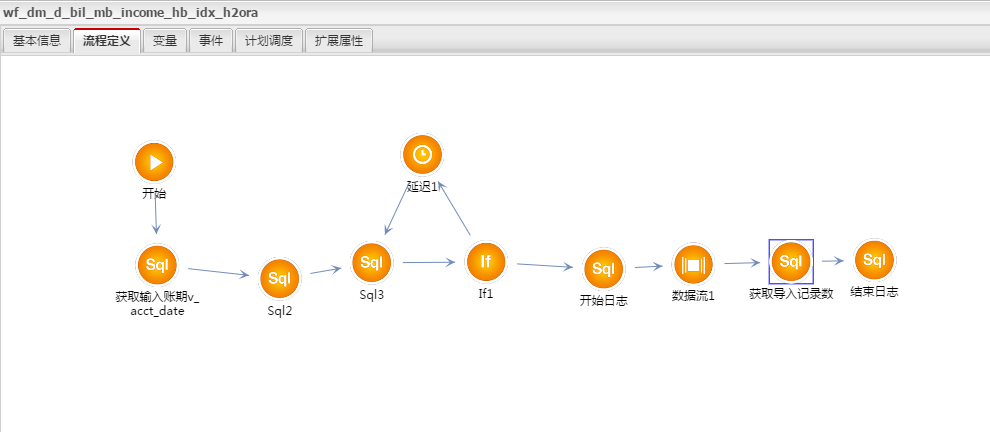 wf_dm_d_bil_mb_income_hb_idx_h2ora
基本信息 流程定义 变量 事件 计划调度 扩展属性
开始
延迟1
Sql
获取输入账期v_
acct_date
Sql
Sql2
Sql
Sql3
If
If1
Sql
开始日志
数据流1
Sql
获取导入记录数
Sql
结束日志